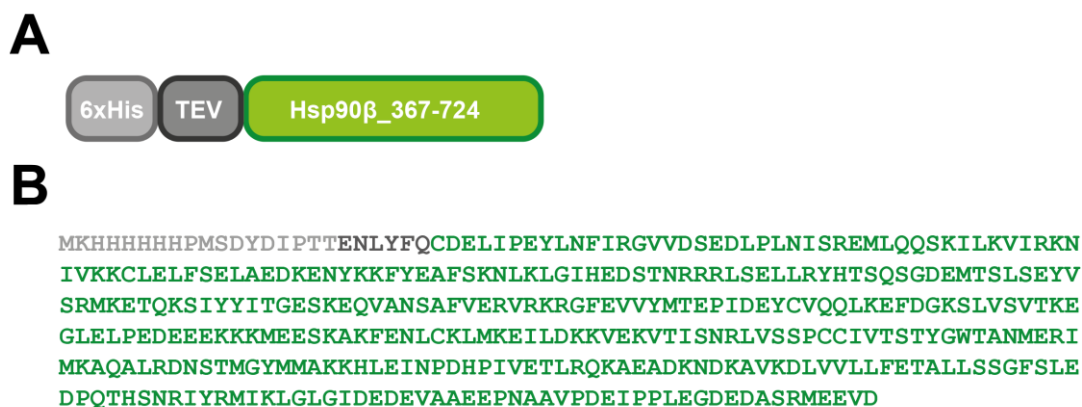 A
6xHis TEV Hsp90β_367-724
B
MKHHHHHHPMSDYDIPTTENLYFQCDELIPEYLNFIRGVVDSEDLPLNISREMLQQSKILKVIRKN
IVKKCLELFSELAEDKENYKKFYEAFSKNLKLGIHEDSTNRRRLSELLRYHTSQSGDEMTSLSEYV
SRMKETQKSIYYITGESKEQVANSAFVERVRKRGFEVVYMTEPIDEYCVQQLKEFDGKSLVSVTKE
GLELPEDEEEKKKMEESKAKFENLCKLMKEILDKKVEKVTISNRLVSSPCCIVTSTYGWTANMERI
MKAQALRDNSTMGYMMAKKHLEINPDHPIVETLRQKAEADKNDKAVKDLVVLLFETALLSSGFSLE
DPQTHSNRIYRMIKLGLGIDEDEVAAEEPNAAVPDEIPPLEGDEDASRMEEVD